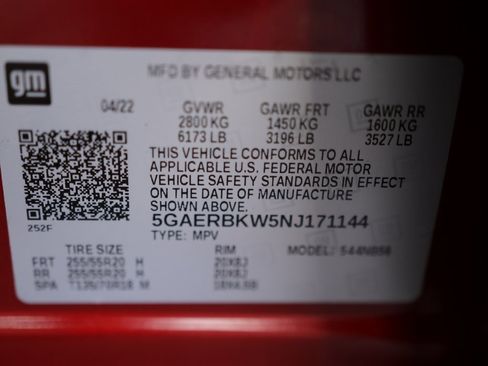 gm
MFD BY GENERAL MOTORS LLC
04/22 GVWR GAWR FRT GAWR RR
2800 KG 1450 KG 1600 KG
6173 LB 3196 LB 3527 LB
THIS VEHICLE CONFORMS TO ALL
APPLICABLE U.S. FEDERAL MOTOR
VEHICLE SAFETY STANDARDS IN EFFECT
ON THE DATE OF MANUFACTURE
SHOWN ABOVE.
252F 5GAERBKW5NJ171144
TYPE: MPV MODEL:
TIRE SIZE RIM
FRT 255/55R20 H 20X8J
RR 255/55R20 H 20X8J
SPA